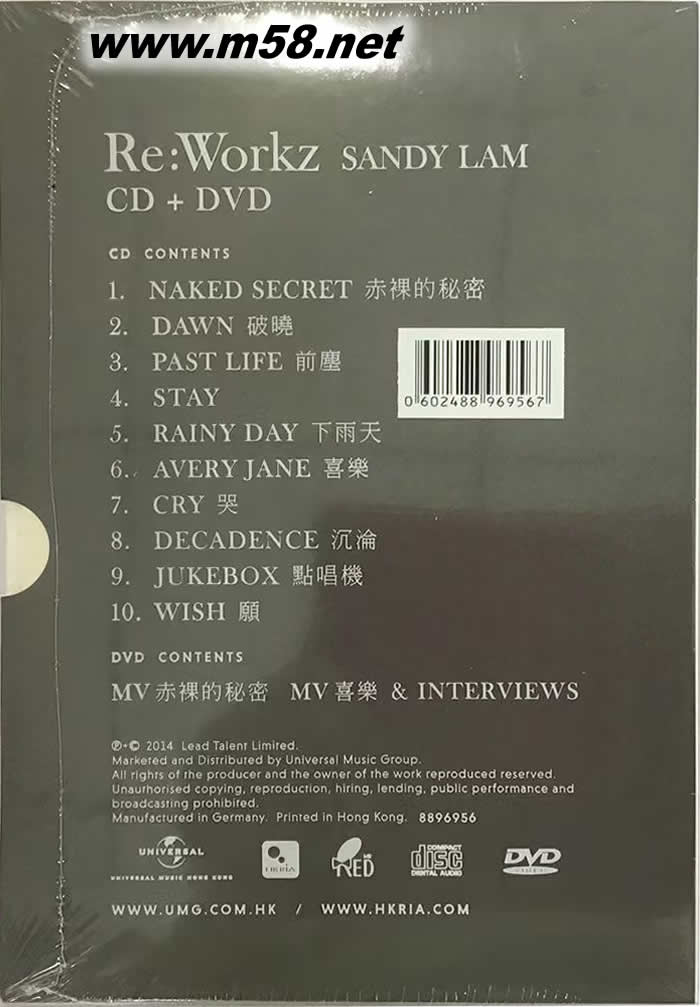 www.m58.net
Re:Workz SANDY LAM
CD + DVD
CD CONTENTS
1. NAKED SECRET 赤裸的秘密
2. DAWN 破曉
3. PAST LIFE 前塵
4. STAY
5. RAINY DAY 下雨天
6. AVERY JANE 喜樂
7. CRY 哭
8. DECADENCE 沉淪
9. JUKEBOX 點唱機
10. WISH 願
0 602488 969567
DVD CONTENTS
MV 赤裸的秘密 MV 喜樂 & INTERVIEWS
℗+© 2014 Lead Talent Limited.
Marketed and Distributed by Universal Music Group.
All rights of the producer and the owner of the work reproduced reserved.
Unauthorised copying, reproduction, hiring, lending, public performance and
broadcasting prohibited.
Manufactured in Germany. Printed in Hong Kong. 8896956
UNIVERSAL
UNIVERSAL MUSIC HONG KONG
HKRIA
RED
COMPACT
disc
DIGITAL AUDIO
DVD
WWW.UMG.COM.HK / WWW.HKRIA.COM